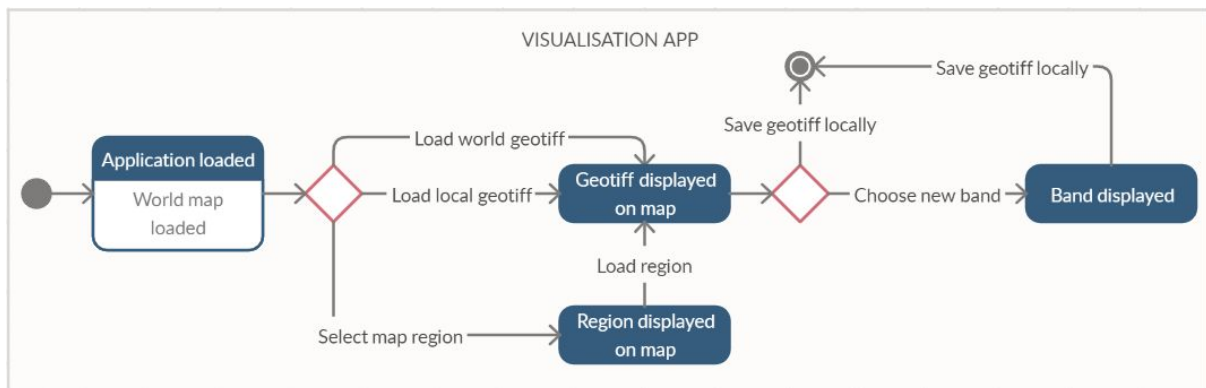 VISUALISATION APP
Save geotiff locally
Save geotiff locally
Load world geotiff
Application loaded
World map
loaded
Load local geotiff
Geotiff displayed
on map
Choose new band
Band displayed
Load region
Select map region
Region displayed
on map